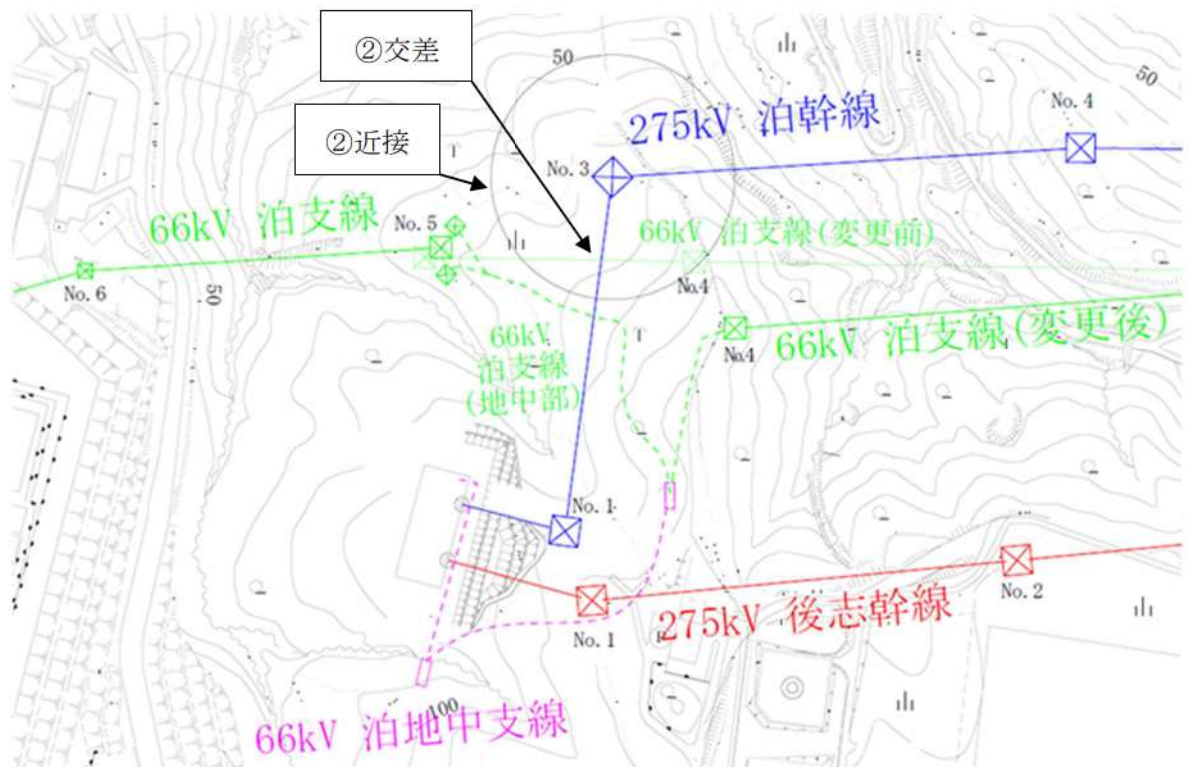 ②交差
50
50
②近接
275kV 泊幹線
No. 4
No. 3
66kV 泊支線
No. 5
66kV 泊支線(変更前)
No. 6
50
No.4
66kV
泊支線
(地中部)
No.4
66kV 泊支線(変更後)
No. 1
275kV 後志幹線
No. 2
No. 1
100
66kV 泊地中支線